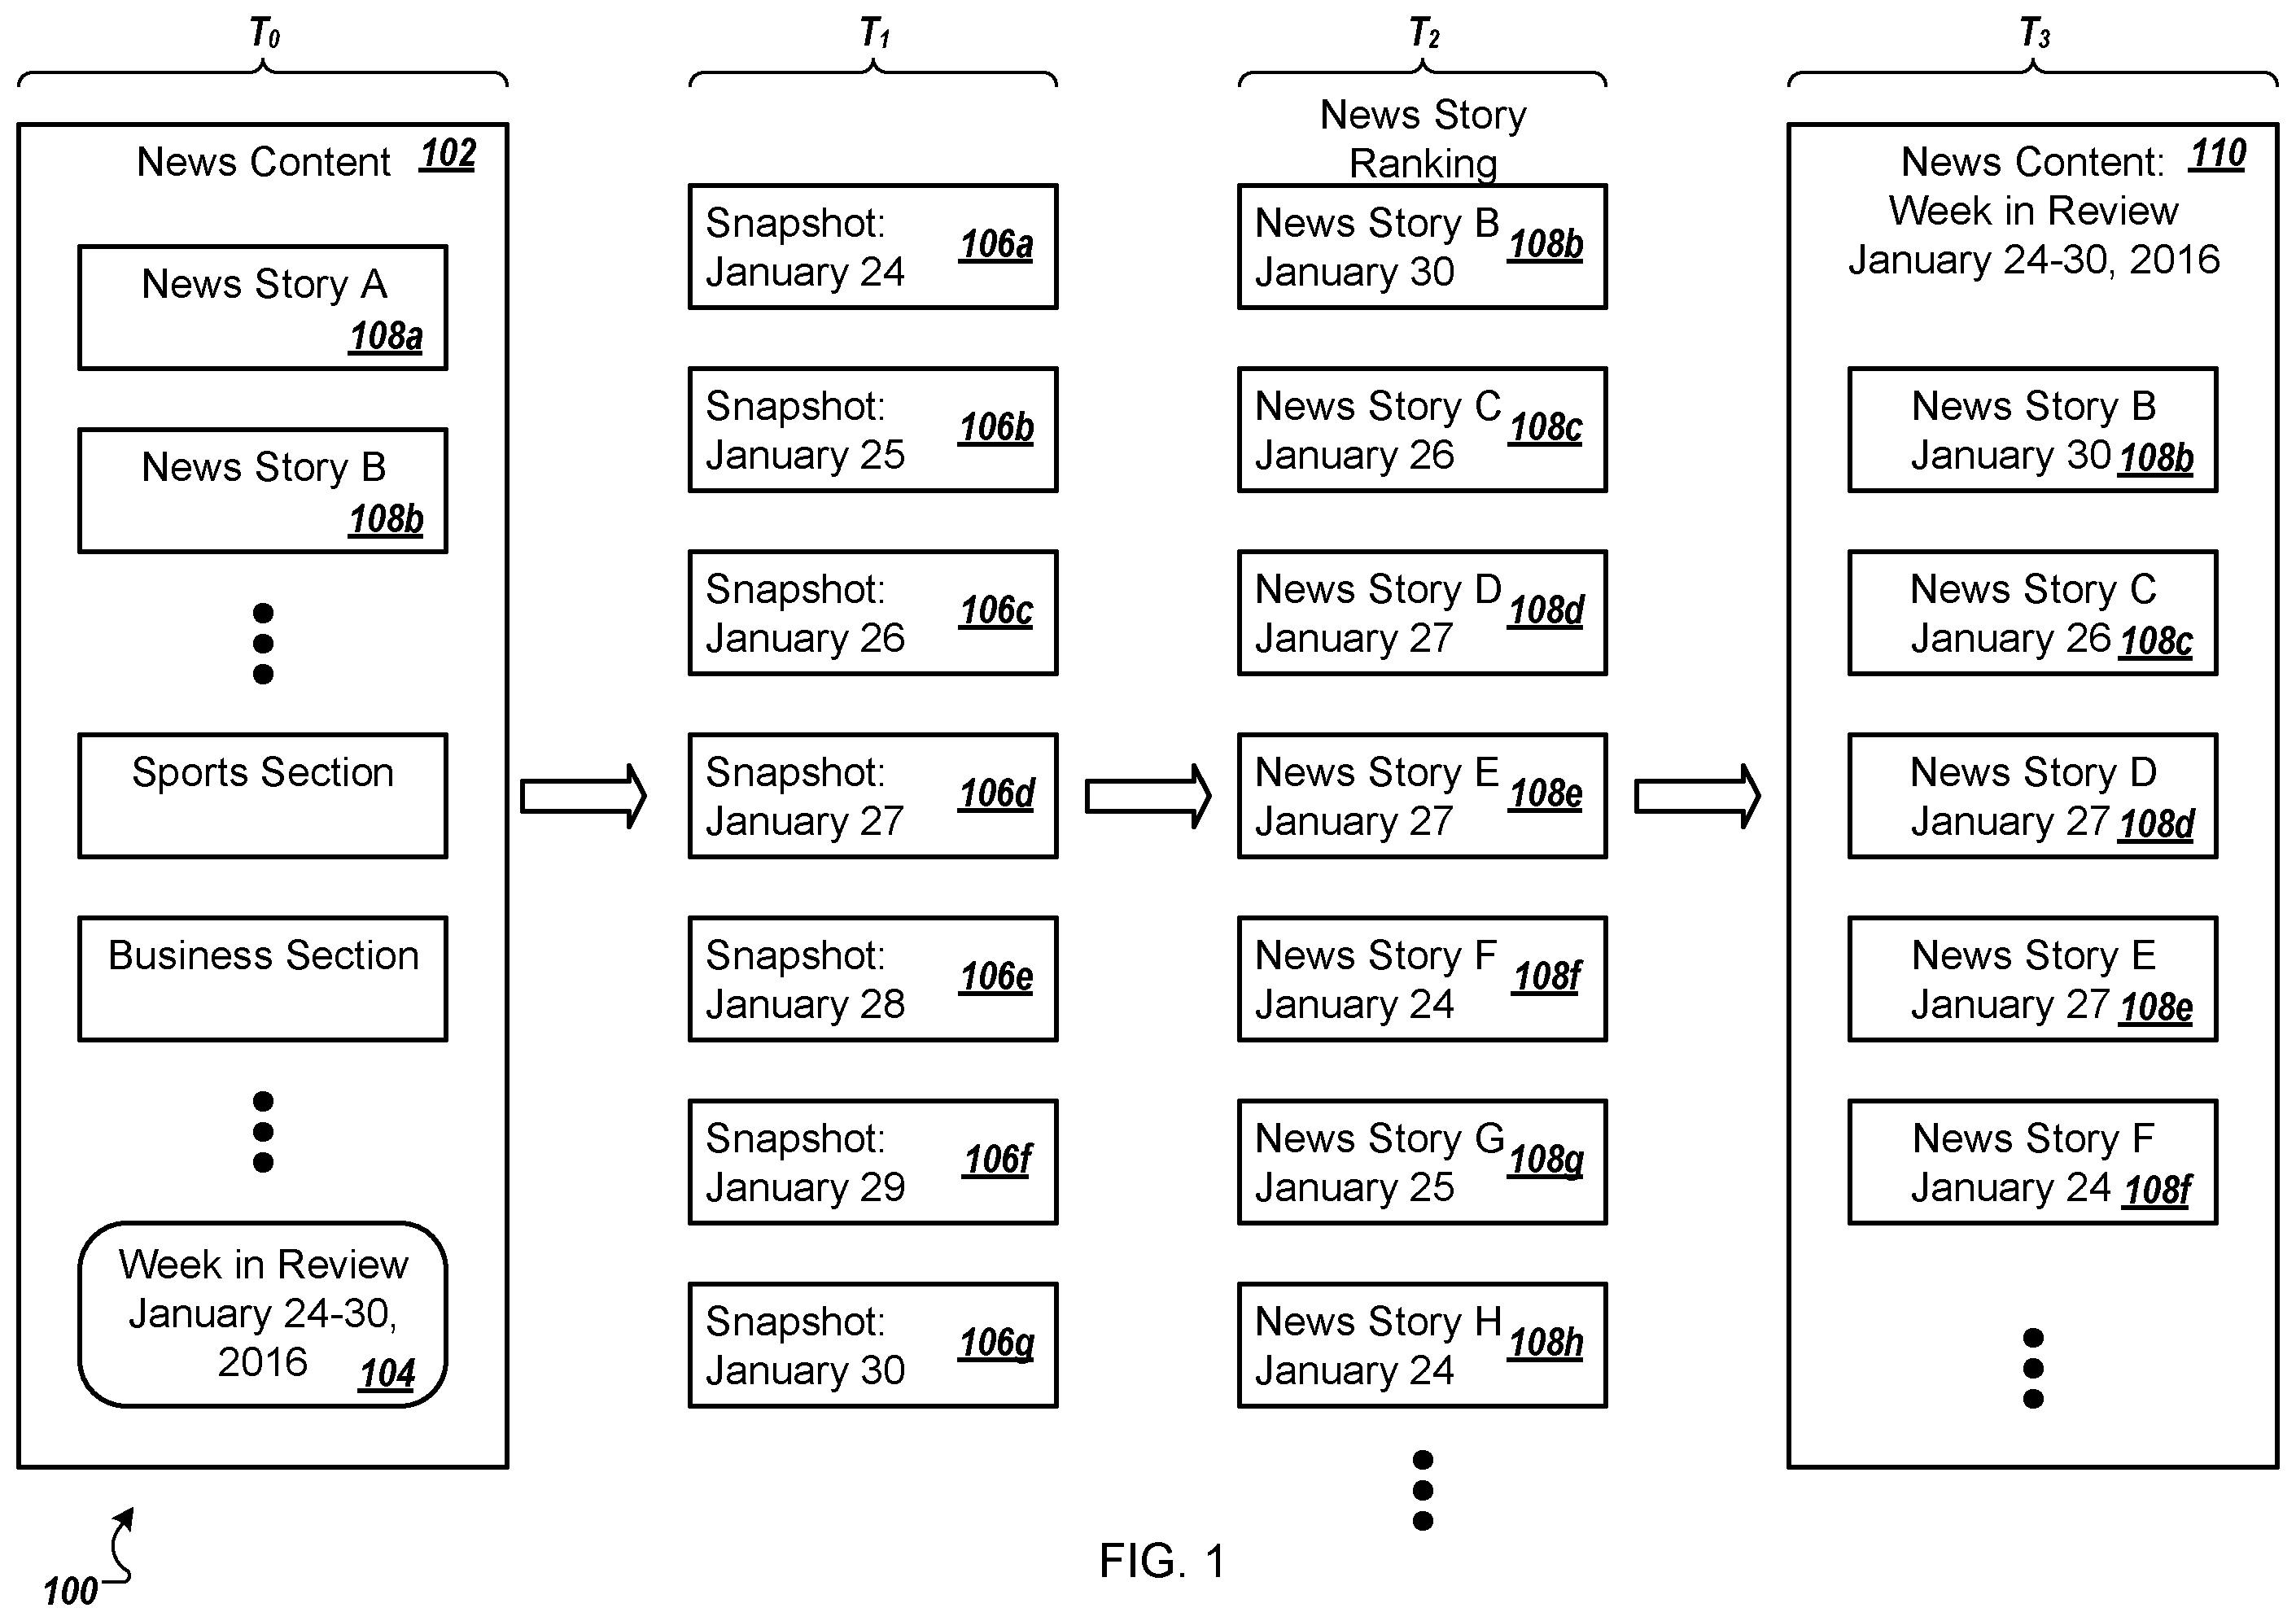 T0
T1
T2
T3
News Content 102
News Story A
108a
News Story B
108b
Sports Section
Business Section
Week in Review
January 24-30,
2016 104
Snapshot: 106a
January 24
Snapshot: 106b
January 25
Snapshot: 106c
January 26
Snapshot: 106d
January 27
Snapshot: 106e
January 28
Snapshot: 106f
January 29
Snapshot: 106g
January 30
News Story
Ranking
News Story B 108b
January 30
News Story C 108c
January 26
News Story D 108d
January 27
News Story E 108e
January 27
News Story F 108f
January 24
News Story G 108g
January 25
News Story H 108h
January 24
News Content: 110
Week in Review
January 24-30, 2016
News Story B
January 30 108b
News Story C
January 26 108c
News Story D
January 27 108d
News Story E
January 27 108e
News Story F
January 24 108f
100
FIG. 1